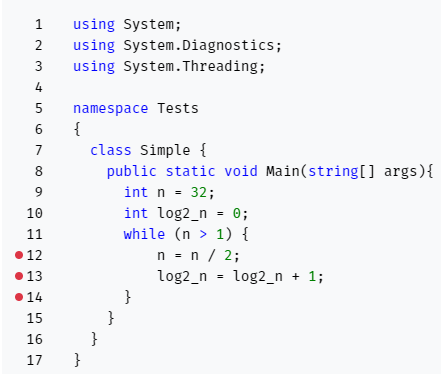 1 using System;
2 using System.Diagnostics;
3 using System.Threading;
4
5 namespace Tests
6 {
7   class Simple {
8     public static void Main(string[] args){
9       int n = 32;
10       int log2_n = 0;
11       while (n > 1) {
12           n = n / 2;
13           log2_n = log2_n + 1;
14       }
15     }
16   }
17 }